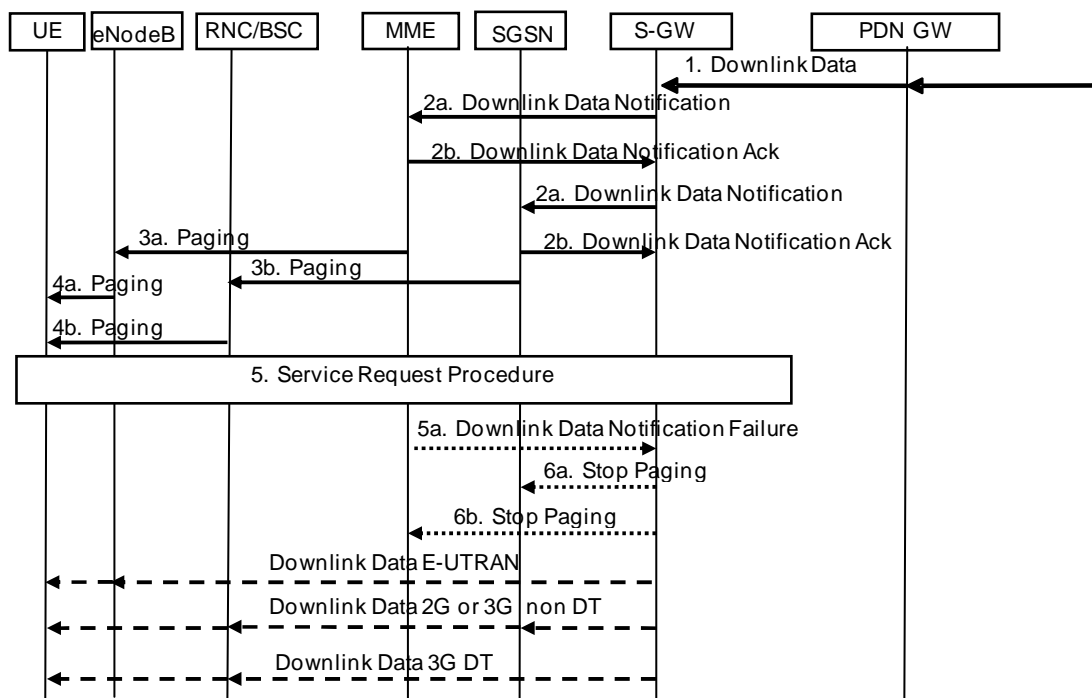 UE
eNodeB
RNC/BSC
MME
SGSN
S-GW
PDN GW
1. Downlink Data
2a. Downlink Data Notification
2b. Downlink Data Notification Ack
2a. Downlink Data Notification
3a. Paging
2b. Downlink Data Notification Ack
3b. Paging
4a. Paging
4b. Paging
5. Service Request Procedure
5a. Downlink Data Notification Failure
6a. Stop Paging
6b. Stop Paging
Downlink Data E-UTRAN
Downlink Data 2G or 3G non DT
Downlink Data 3G DT